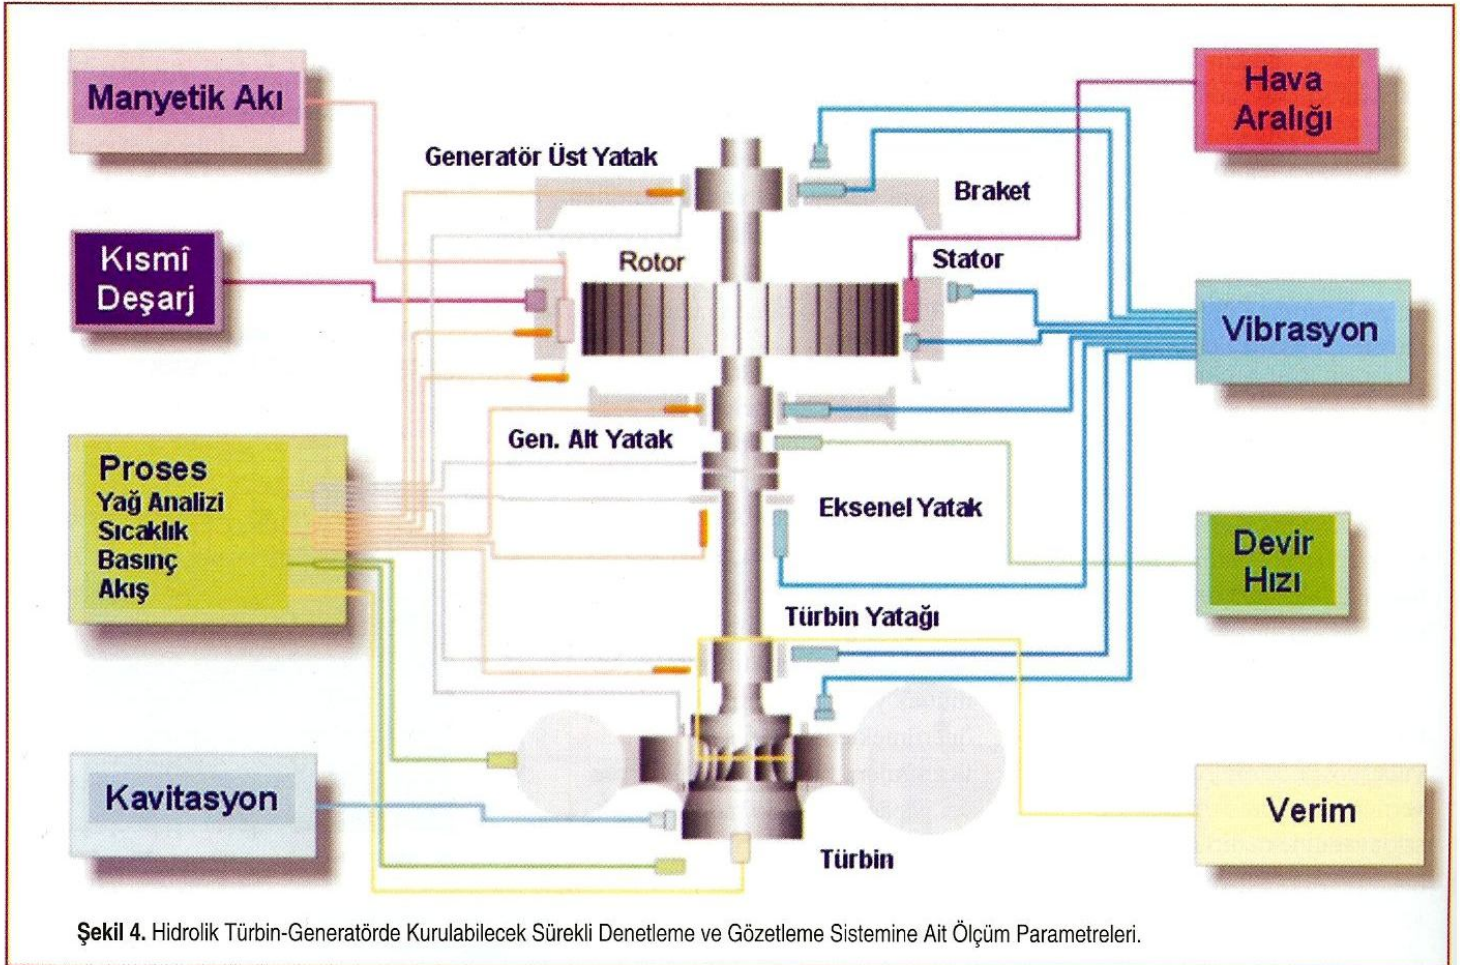 Manyetik Akı
Hava
Aralığı
Generatör Üst Yatak
Braket
Kısmî
Deşarj
Rotor
Stator
Vibrasyon
Gen. Alt Yatak
Proses
Yağ Analizi
Sıcaklık
Basınç
Akış
Eksenel Yatak
Devir
Hızı
Türbin Yatağı
Kavitasyon
Verim
Türbin
Şekil 4. Hidrolik Türbin-Generatörde Kurulabilecek Sürekli Denetleme ve Gözetleme Sistemine Ait Ölçüm Parametreleri.